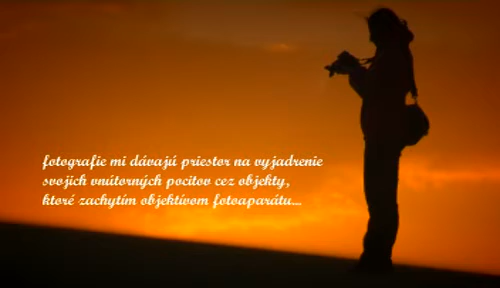 fotografie mi dávajú priestor na vyjadrenie
svojich vnútorných pocitov cez objekty,
ktoré zachytím objektívom fotoaparátu...